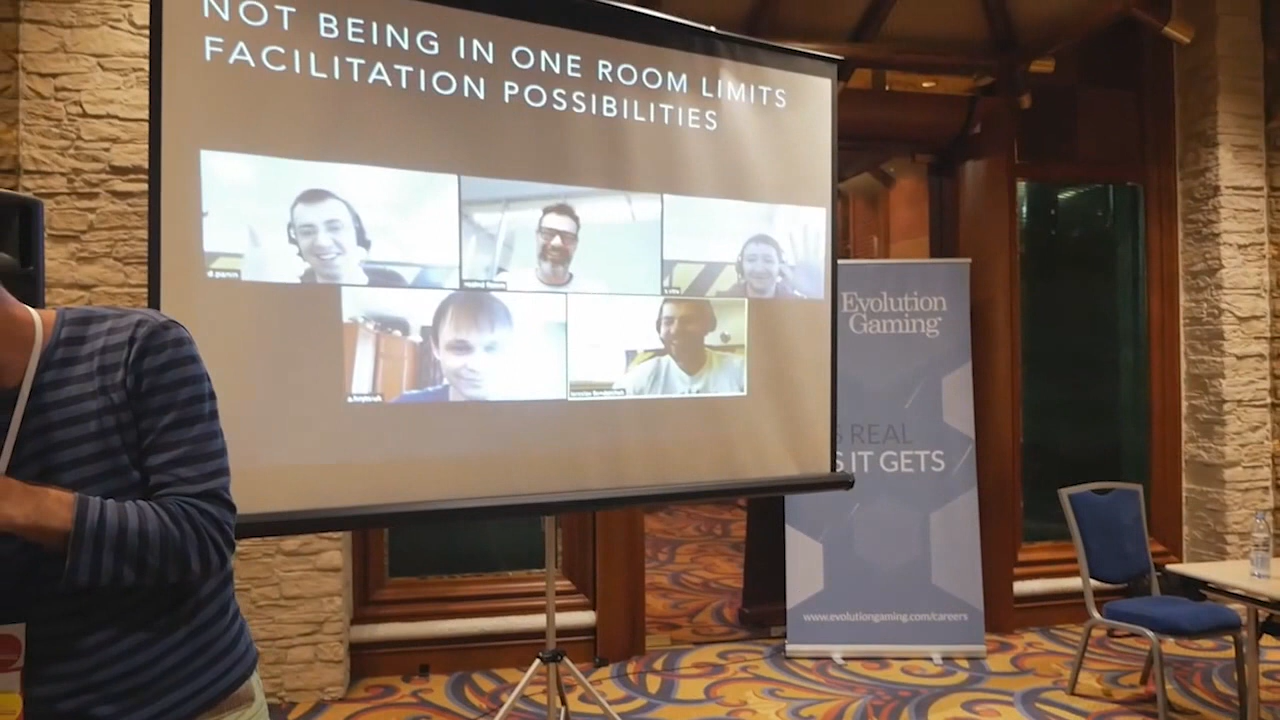 NOT BEING IN ONE ROOM LIMITS
FACILITATION POSSIBILITIES
Evolution
Gaming
REAL
IT GETS
www.evolutiongaming.com/careers